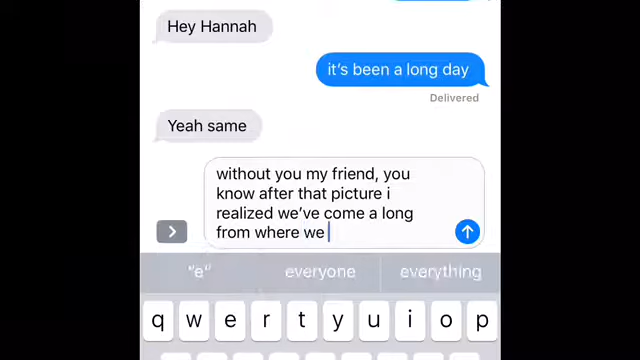 Hey Hannah
it's been a long day
Delivered
Yeah same
without you my friend, you
know after that picture i
realized we've come a long
from where we
"e" everyone everything
q w e r t y u i o p